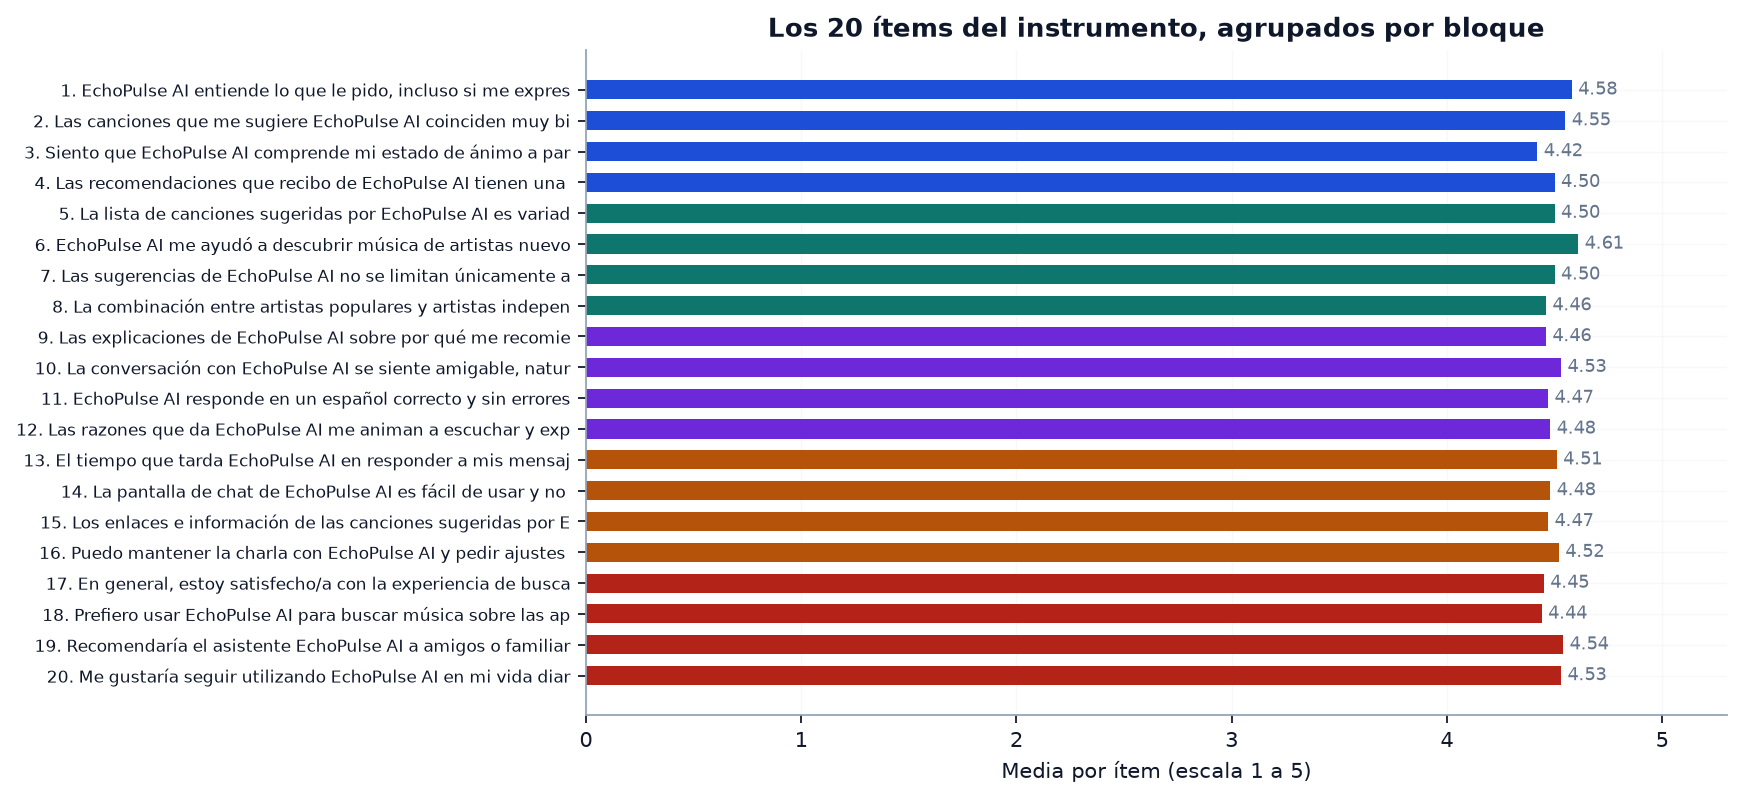 Los 20 ítems del instrumento, agrupados por bloque
1. EchoPulse AI entiende lo que le pido, incluso si me expres 4.58
2. Las canciones que me sugiere EchoPulse AI coinciden muy bi 4.55
3. Siento que EchoPulse AI comprende mi estado de ánimo a par 4.42
4. Las recomendaciones que recibo de EchoPulse AI tienen una 4.50
5. La lista de canciones sugeridas por EchoPulse AI es variad 4.50
6. EchoPulse AI me ayudó a descubrir música de artistas nuevo 4.61
7. Las sugerencias de EchoPulse AI no se limitan únicamente a 4.50
8. La combinación entre artistas populares y artistas indepen 4.46
9. Las explicaciones de EchoPulse AI sobre por qué me recomie 4.46
10. La conversación con EchoPulse AI se siente amigable, natur 4.53
11. EchoPulse AI responde en un español correcto y sin errores 4.47
12. Las razones que da EchoPulse AI me animan a escuchar y exp 4.48
13. El tiempo que tarda EchoPulse AI en responder a mis mensaj 4.51
14. La pantalla de chat de EchoPulse AI es fácil de usar y no 4.48
15. Los enlaces e información de las canciones sugeridas por E 4.47
16. Puedo mantener la charla con EchoPulse AI y pedir ajustes 4.52
17. En general, estoy satisfecho/a con la experiencia de busca 4.45
18. Prefiero usar EchoPulse AI para buscar música sobre las ap 4.44
19. Recomendaría el asistente EchoPulse AI a amigos o familiar 4.54
20. Me gustaría seguir utilizando EchoPulse AI en mi vida diar 4.53
0 1 2 3 4 5
Media por ítem (escala 1 a 5)